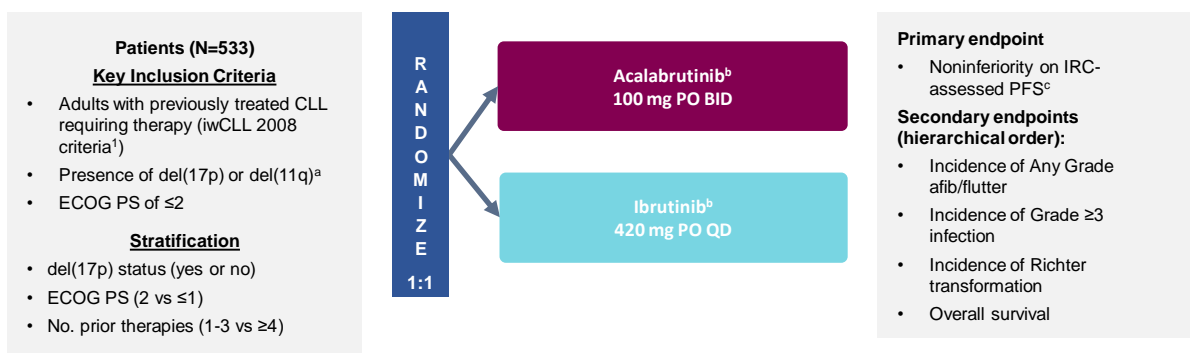 Patients (N=533)
Key Inclusion Criteria
• Adults with previously treated CLL
requiring therapy (iwCLL 2008
criteria¹)
• Presence of del(17p) or del(11q)ᵃ
• ECOG PS of ≤2
Stratification
• del(17p) status (yes or no)
• ECOG PS (2 vs ≤1)
• No. prior therapies (1-3 vs ≥4)
R
A
N
D
O
M
I
Z
E
1:1
Acalabrutinibᵇ
100 mg PO BID
Ibrutinibᵇ
420 mg PO QD
Primary endpoint
• Noninferiority on IRC-
assessed PFSᶜ
Secondary endpoints
(hierarchical order):
• Incidence of Any Grade
afib/flutter
• Incidence of Grade ≥3
infection
• Incidence of Richter
transformation
• Overall survival